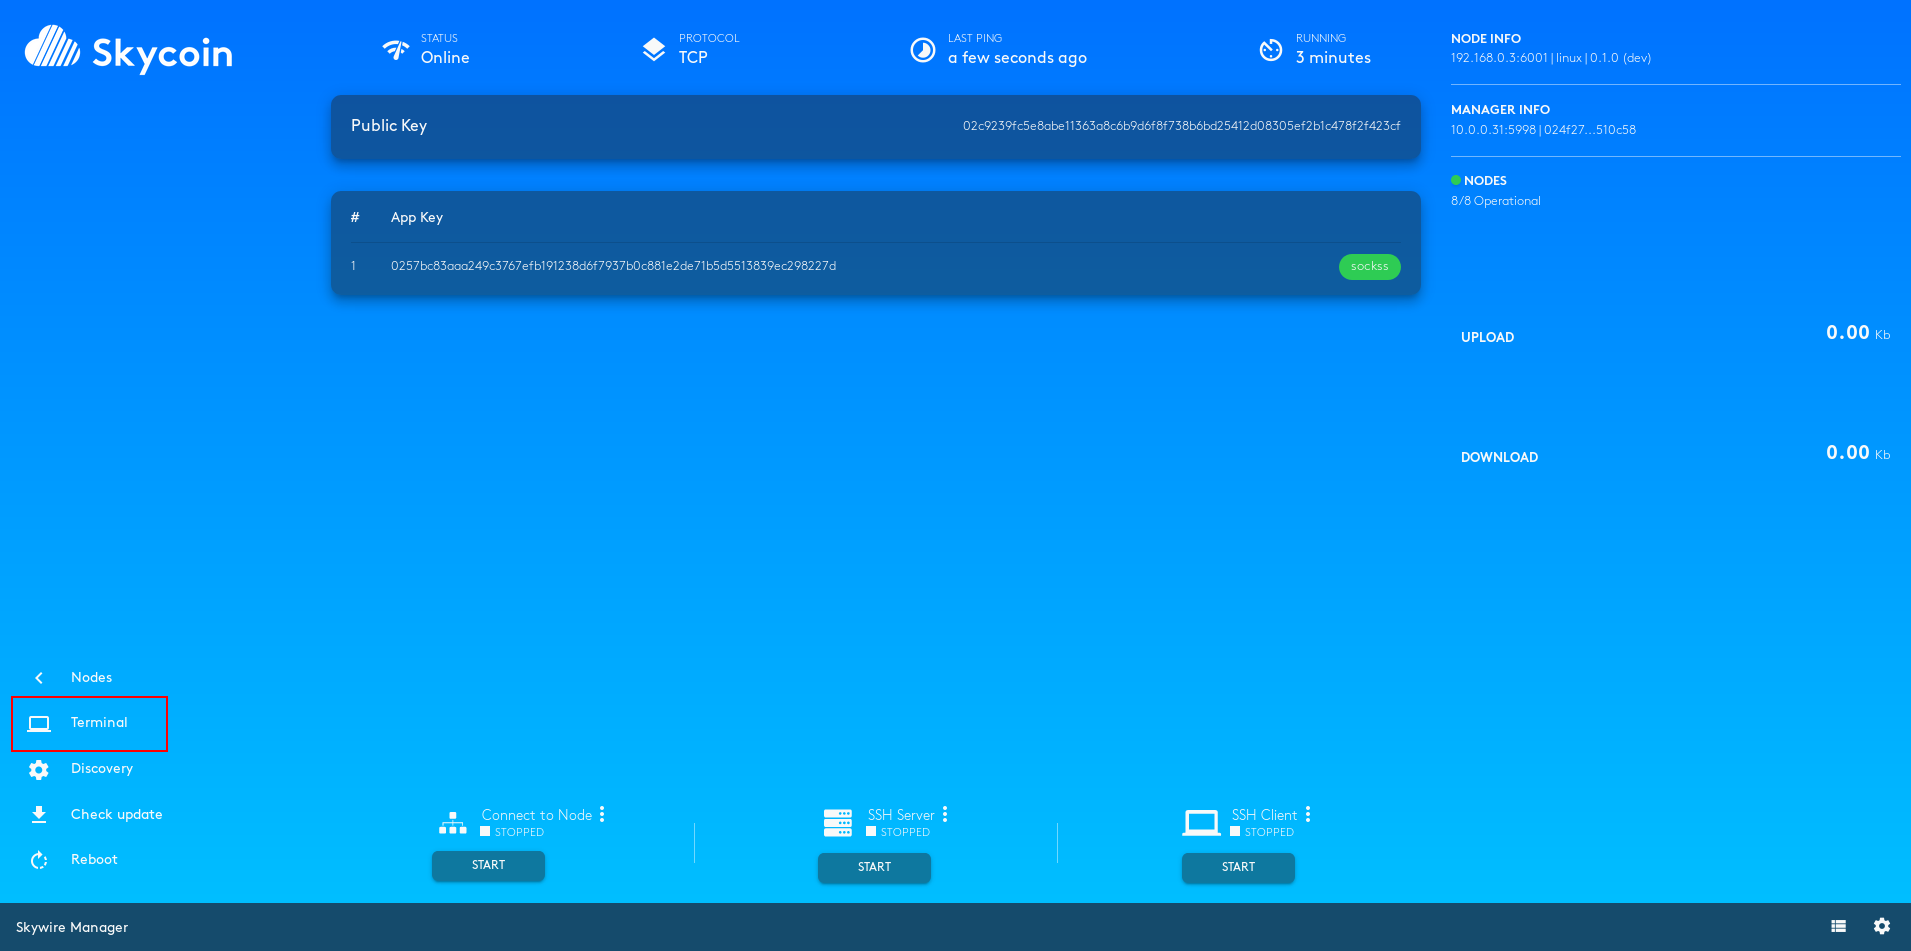 Skycoin
STATUS
Online
PROTOCOL
TCP
LAST PING
a few seconds ago
RUNNING
3 minutes
NODE INFO
192.168.0.3:6001 | linux | 0.1.0 (dev)
MANAGER INFO
10.0.0.31:5998 | 024f27...510c58
NODES
8/8 Operational
Public Key 02c9239fc5e8abe11363a8c6b9d6f8f738b6bd25412d08305ef2b1c478f2f423cf
# App Key
1 0257bc83aaa249c3767efb191238d6f7937b0c881e2de71b5d5513839ec298227d sockss
UPLOAD 0.00 Kb
DOWNLOAD 0.00 Kb
Nodes
Terminal
Discovery
Check update
Reboot
Connect to Node
STOPPED
START
SSH Server
STOPPED
START
SSH Client
STOPPED
START
Skywire Manager